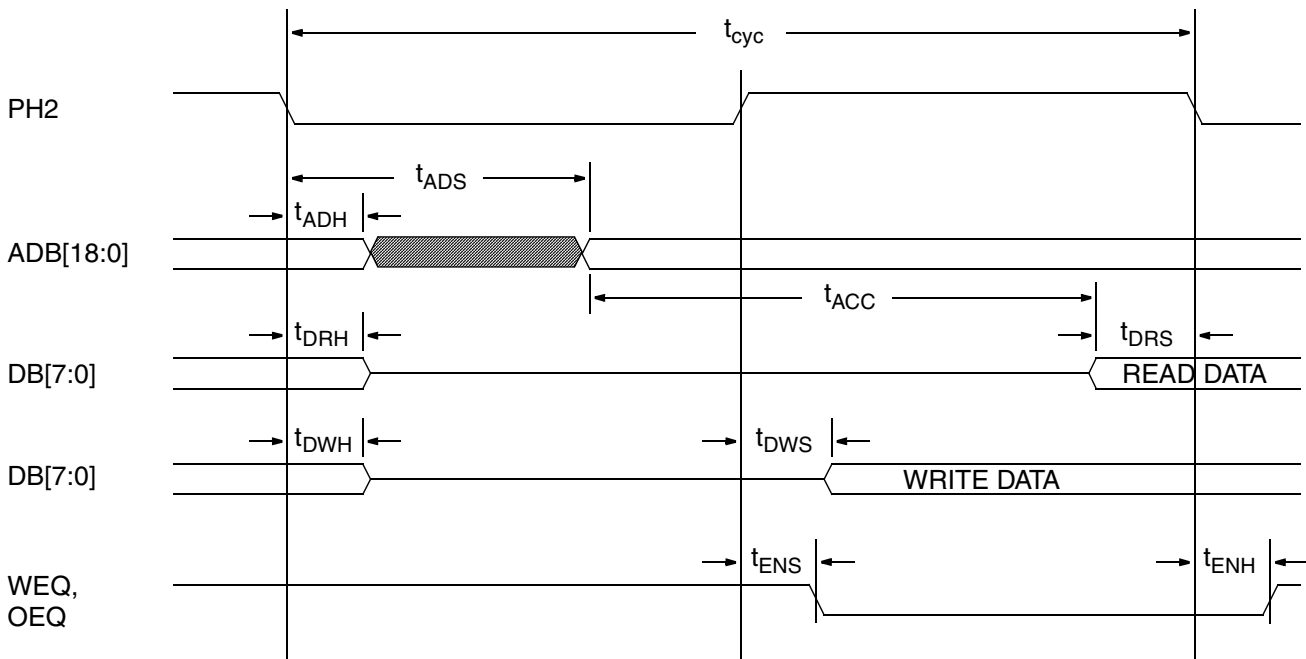 tcyc
PH2
tADS
tADH
ADB[18:0]
tACC
tDRH
tDRS
DB[7:0]
READ DATA
tDWH
tDWS
DB[7:0]
WRITE DATA
tENS
tENH
WEQ,
OEQ